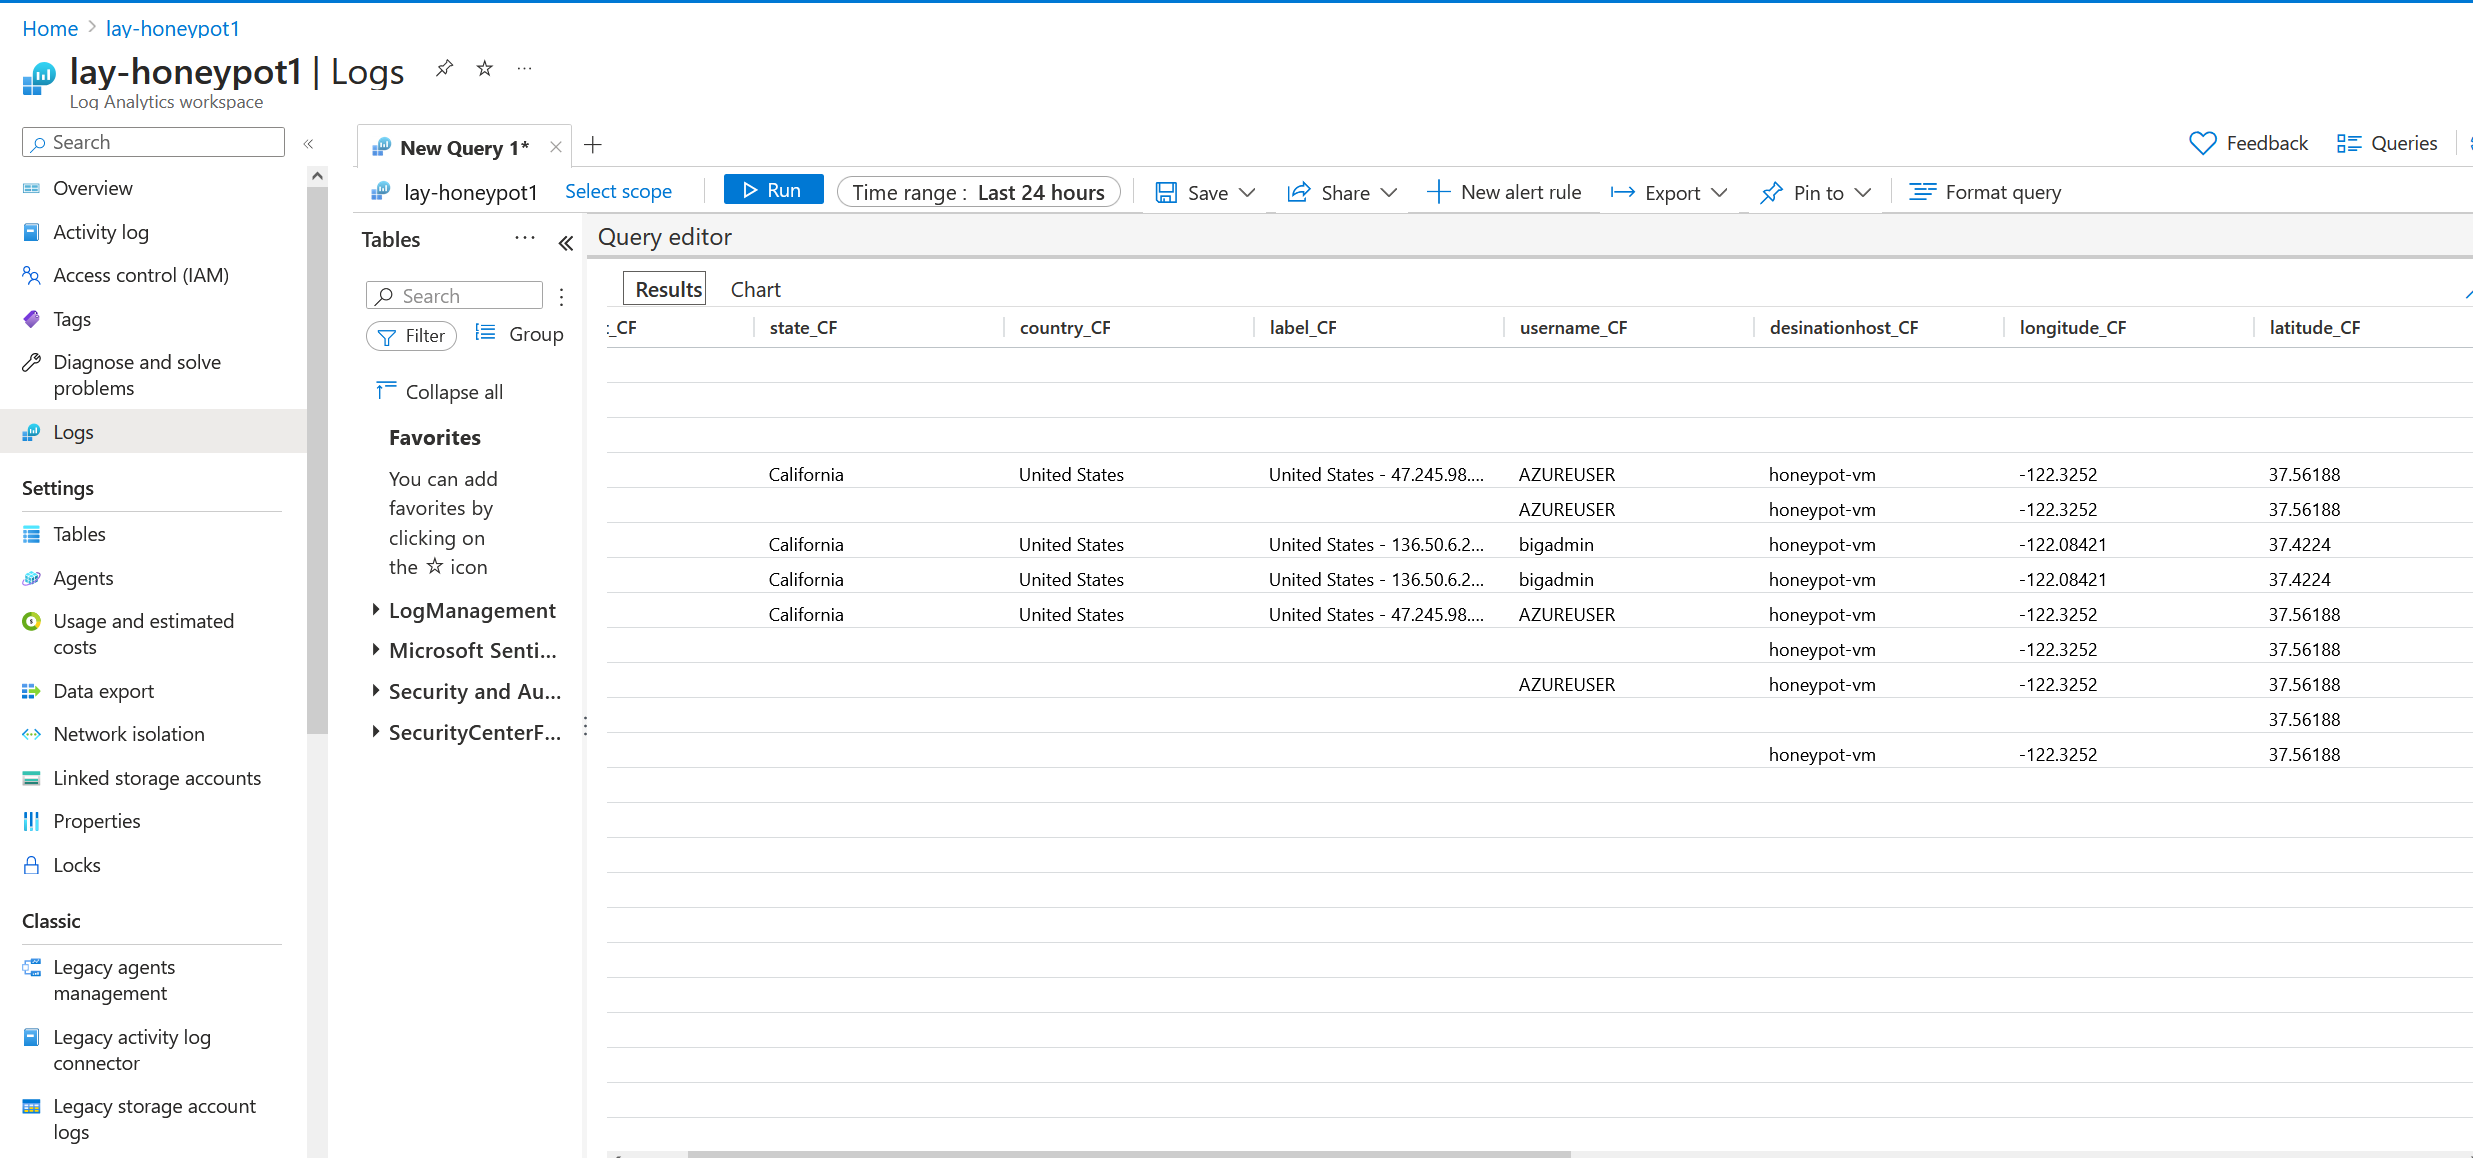 Home > lay-honeypot1
lay-honeypot1 | Logs
Log Analytics workspace
Search
Overview
Activity log
Access control (IAM)
Tags
Diagnose and solve
problems
Logs
Settings
Tables
Agents
Usage and estimated
costs
Data export
Network isolation
Linked storage accounts
Properties
Locks
Classic
Legacy agents
management
Legacy activity log
connector
Legacy storage account
logs
New Query 1*
Feedback Queries
lay-honeypot1 Select scope Run Time range : Last 24 hours Save Share New alert rule Export Pin to Format query
Tables
Search
Filter Group
Collapse all
Favorites
You can add
favorites by
clicking on
the ☆ icon
LogManagement
Microsoft Senti...
Security and Au...
SecurityCenterF...
Query editor
Results Chart
_CF state_CF country_CF label_CF username_CF desinationhost_CF longitude_CF latitude_CF
California United States United States - 47.245.98.... AZUREUSER honeypot-vm -122.3252 37.56188
AZUREUSER honeypot-vm -122.3252 37.56188
California United States United States - 136.50.6.2... bigadmin honeypot-vm -122.08421 37.4224
California United States United States - 136.50.6.2... bigadmin honeypot-vm -122.08421 37.4224
California United States United States - 47.245.98.... AZUREUSER honeypot-vm -122.3252 37.56188
honeypot-vm -122.3252 37.56188
AZUREUSER honeypot-vm -122.3252 37.56188
37.56188
honeypot-vm -122.3252 37.56188